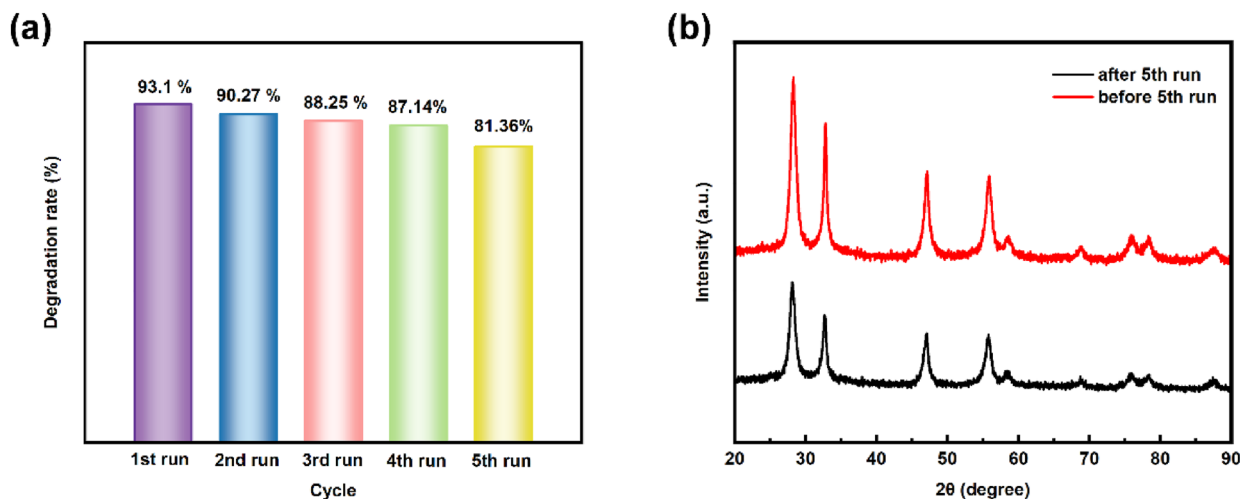 (a)
Degradation rate (%)
93.1 %
90.27 %
88.25 %
87.14%
81.36%
1st run 2nd run 3rd run 4th run 5th run
Cycle
(b)
Intensity (a.u.)
after 5th run
before 5th run
20 30 40 50 60 70 80 90
2θ (degree)